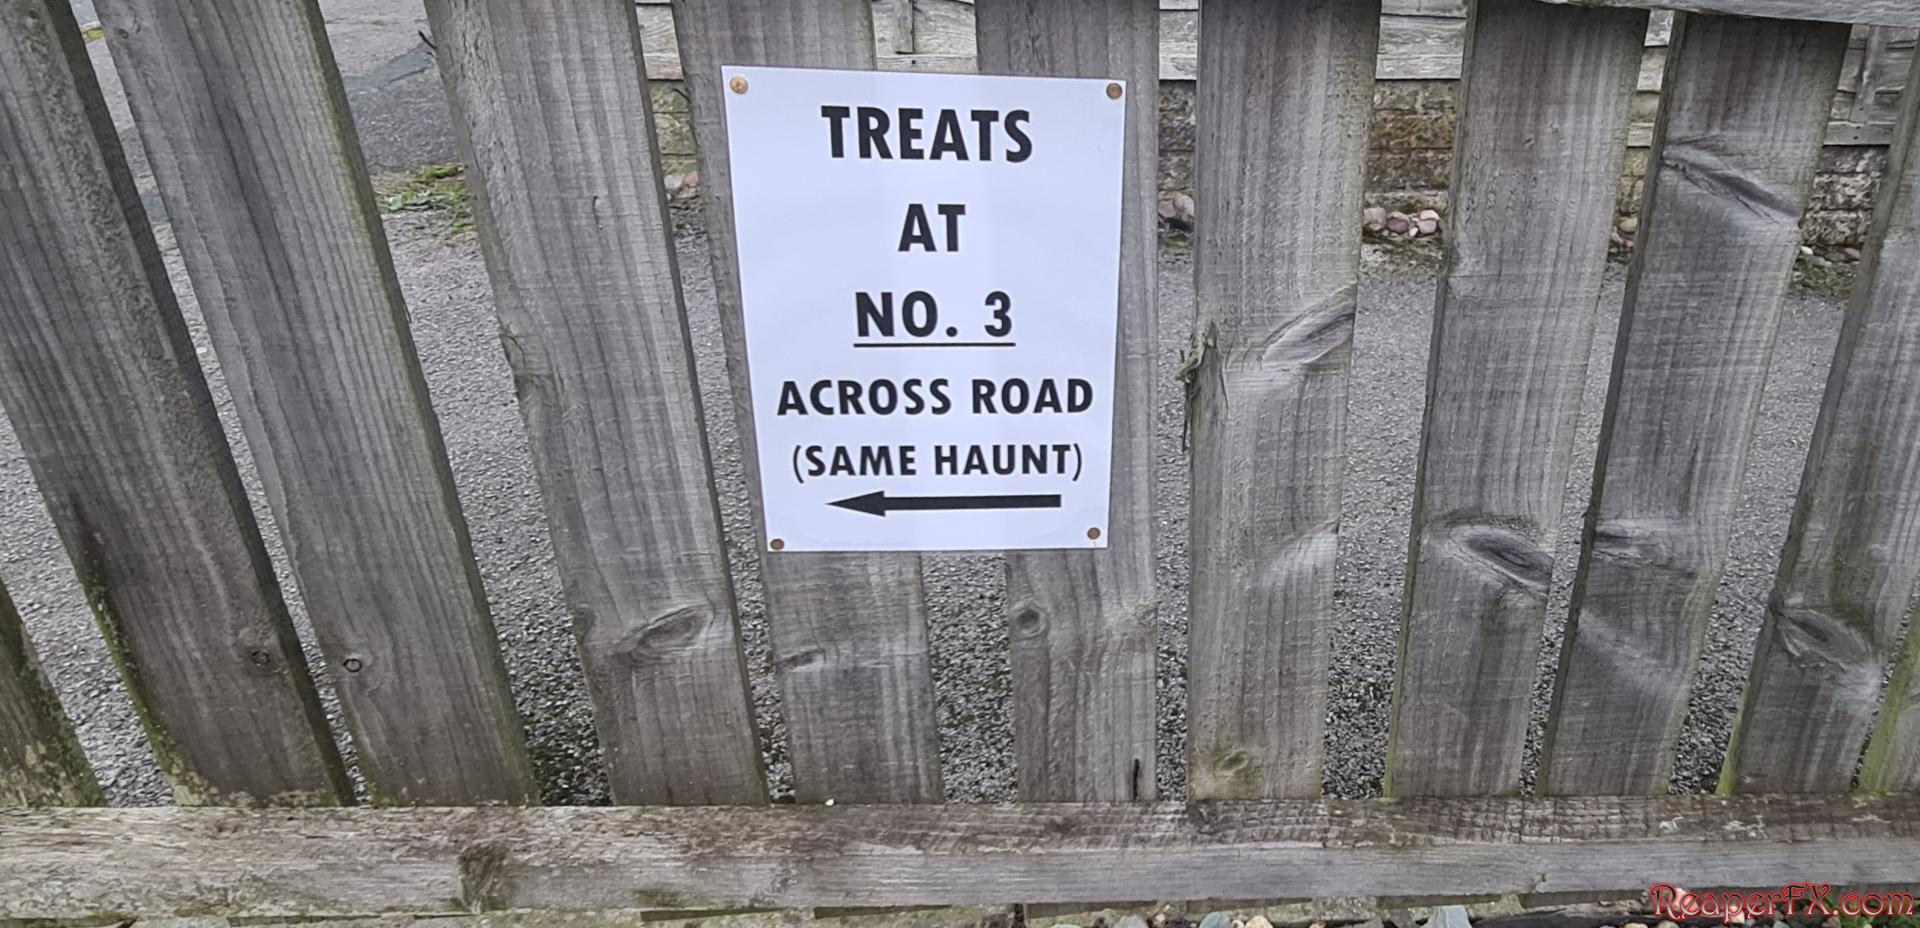 TREATS
AT
NO. 3
ACROSS ROAD
(SAME HAUNT)
ReaperFX.com